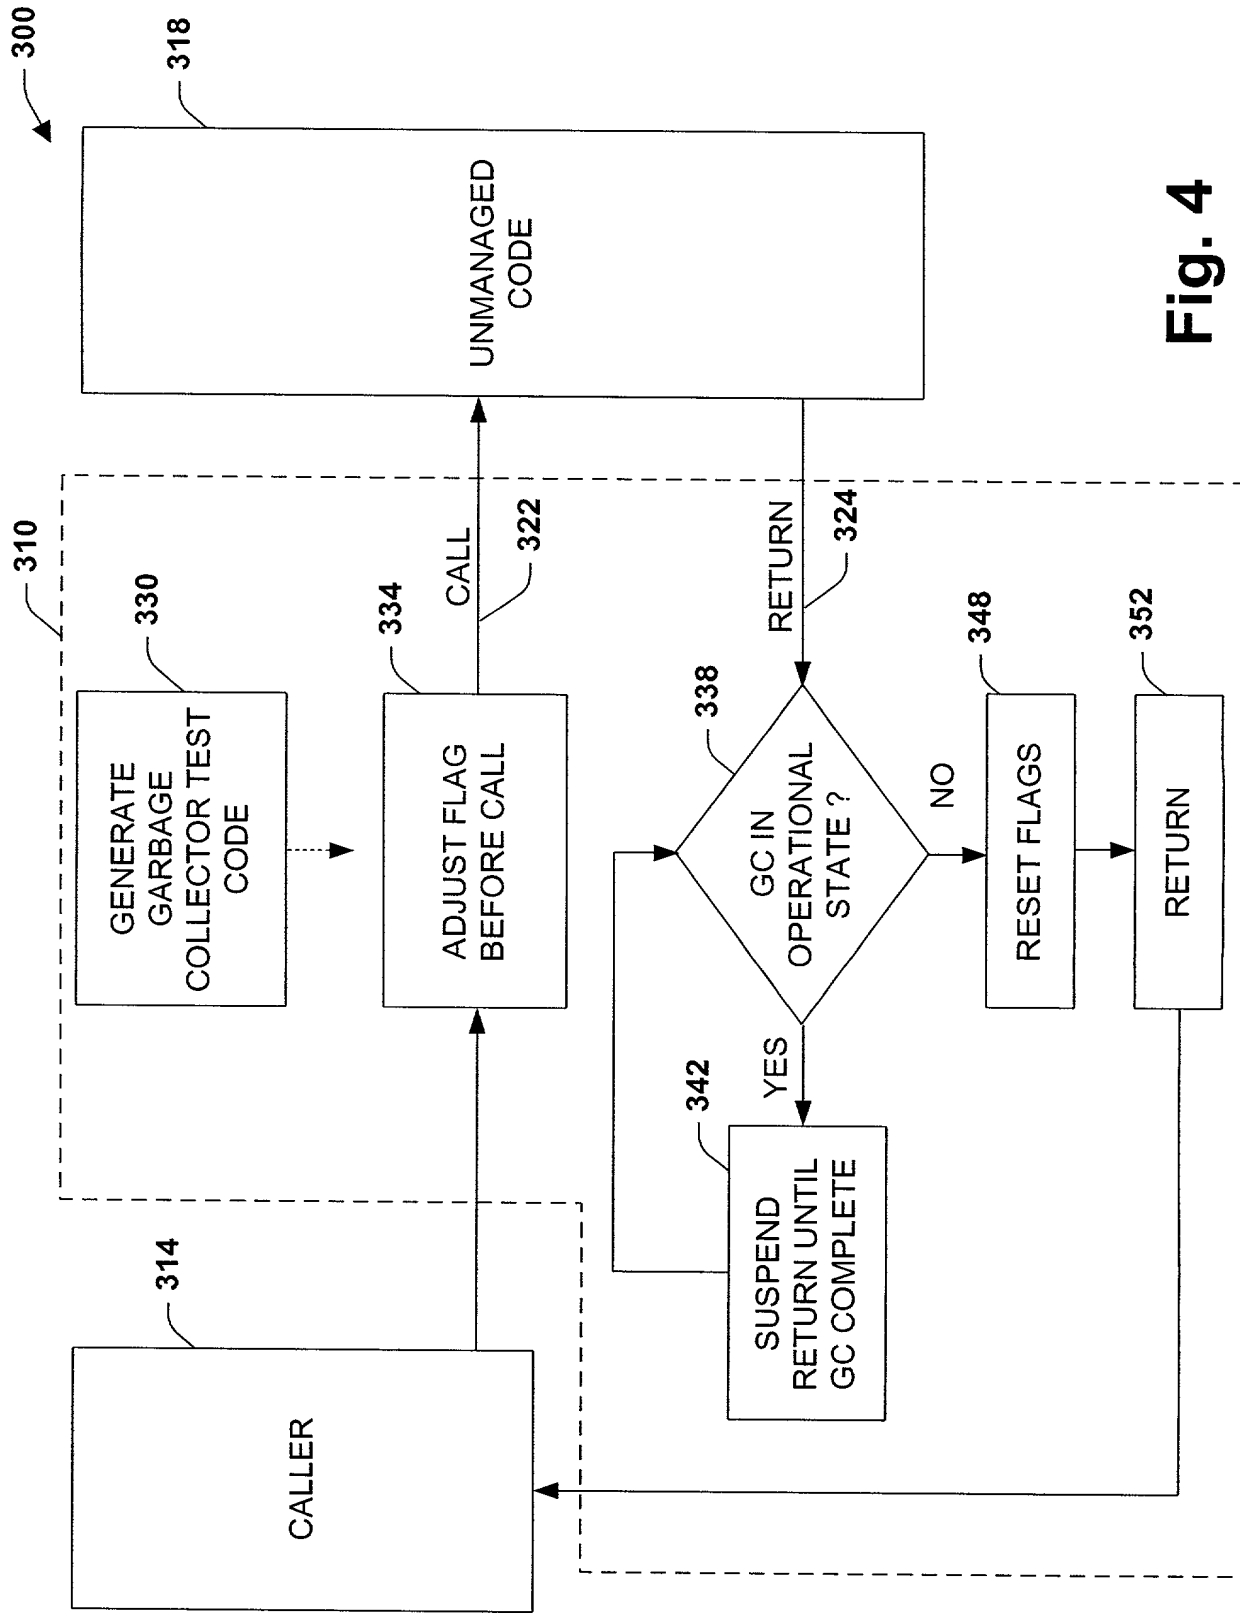 300
310
314
CALLER
330
GENERATE
GARBAGE
COLLECTOR TEST
CODE
334
ADJUST FLAG
BEFORE CALL
CALL
322
318
UNMANAGED
CODE
RETURN
324
338
GC IN
OPERATIONAL
STATE ?
YES
342
SUSPEND
RETURN UNTIL
GC COMPLETE
NO
348
RESET FLAGS
352
RETURN
Fig. 4